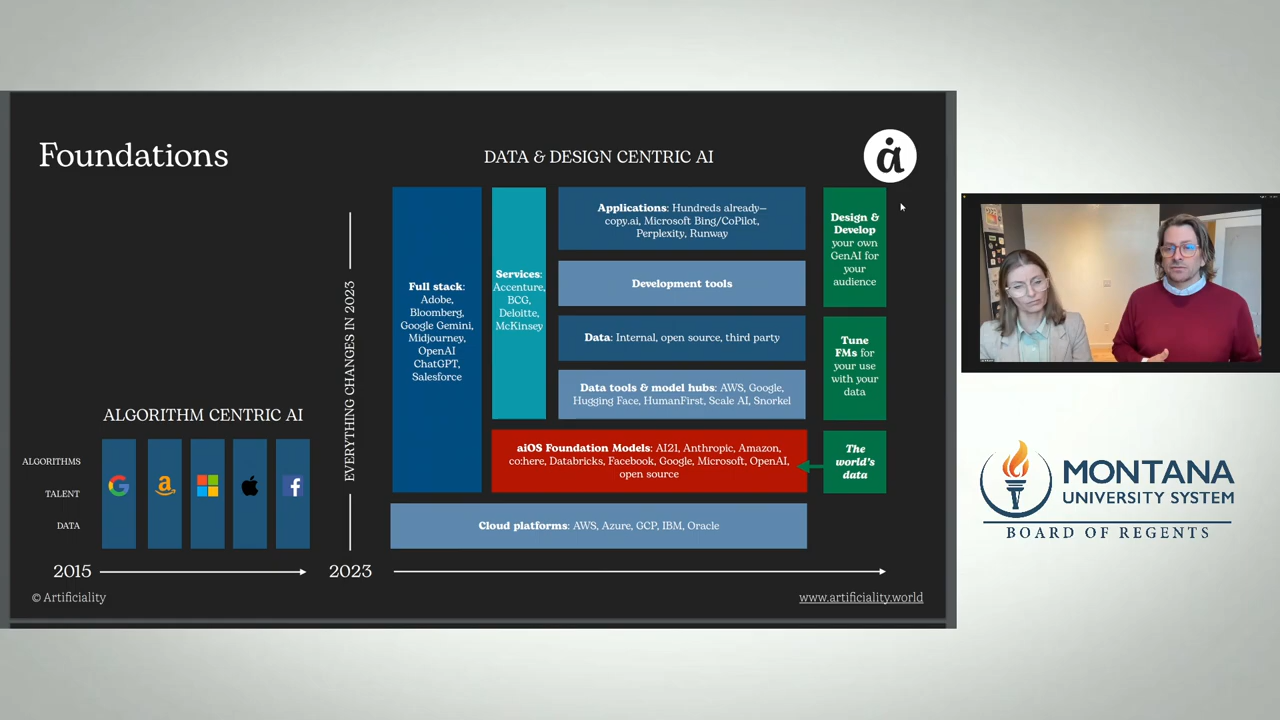 Foundations
DATA & DESIGN CENTRIC AI
ȧi
ALGORITHM CENTRIC AI
ALGORITHMS
TALENT
DATA
2015
EVERYTHING CHANGES IN 2023
2023
Full stack:
Adobe,
Bloomberg,
Google Gemini,
Midjourney,
OpenAI
ChatGPT,
Salesforce
Services:
Accenture,
BCG,
Deloitte,
McKinsey
Applications: Hundreds already—
copy.ai, Microsoft Bing/CoPilot,
Perplexity, Runway
Development tools
Data: Internal, open source, third party
Data tools & model hubs: AWS, Google,
Hugging Face, HumanFirst, Scale AI, Snorkel
aiOS Foundation Models: AI21, Anthropic, Amazon,
co:here, Databricks, Facebook, Google, Microsoft, OpenAI,
open source
Cloud platforms: AWS, Azure, GCP, IBM, Oracle
Design &
Develop
your own
GenAI for
your
audience
Tune
FMs for
your use
with your
data
The
world's
data
© Artificiality
www.artificiality.world
MONTANA
UNIVERSITY SYSTEM
BOARD OF REGENTS